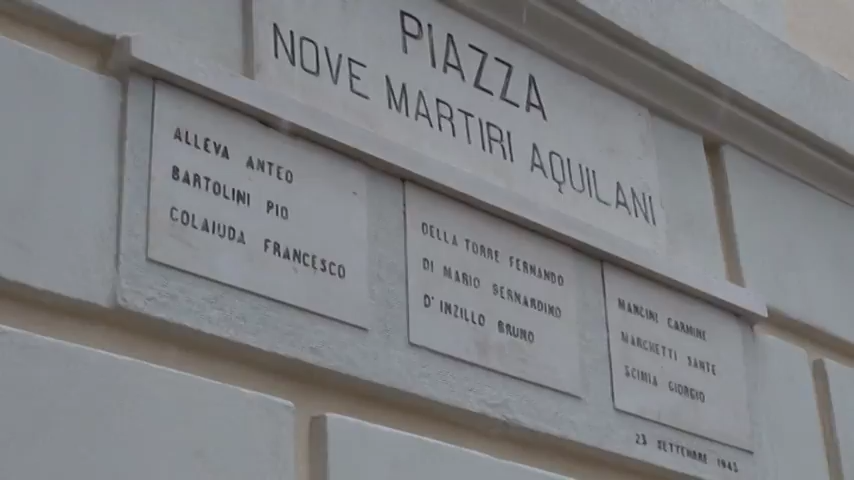 PIAZZA
NOVE MARTIRI AQUILANI
ALLEVA ANTEO
BARTOLINI PIO
COLAIUDA FRANCESCO
DELLA TORRE FERNANDO
DI MARIO BERNARDINO
D'INZILLO BRUNO
MANCINI CARMINE
MARCHETTI SANTE
SCIMIA GIORGIO
23 SETTEMBRE 1943